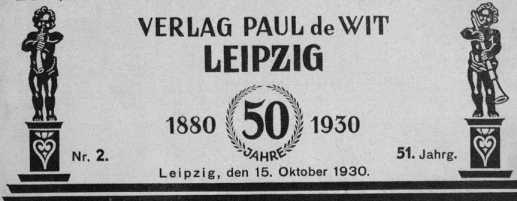 VERLAG PAUL de WIT
LEIPZIG
1880 50 1930
JAHRE
Nr. 2. 51. Jahrg.
Leipzig, den 15. Oktober 1930.